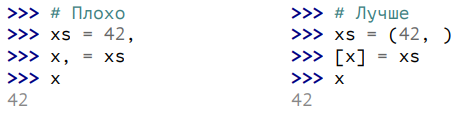 >>> # Плохо
>>> xs = 42,
>>> x, = xs
>>> x
42
>>> # Лучше
>>> xs = (42, )
>>> [x] = xs
>>> x
42